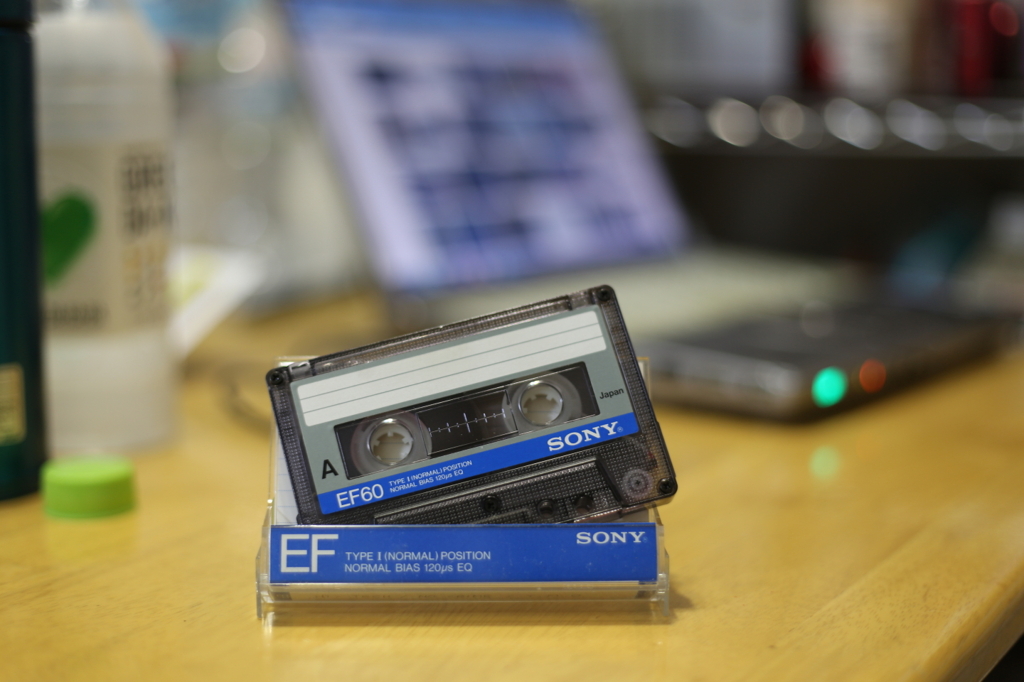 Japan
SONY
A
EF60
TYPE I (NORMAL) POSITION
NORMAL BIAS 120μs EQ
EF
SONY
TYPE I (NORMAL) POSITION
NORMAL BIAS 120μs EQ